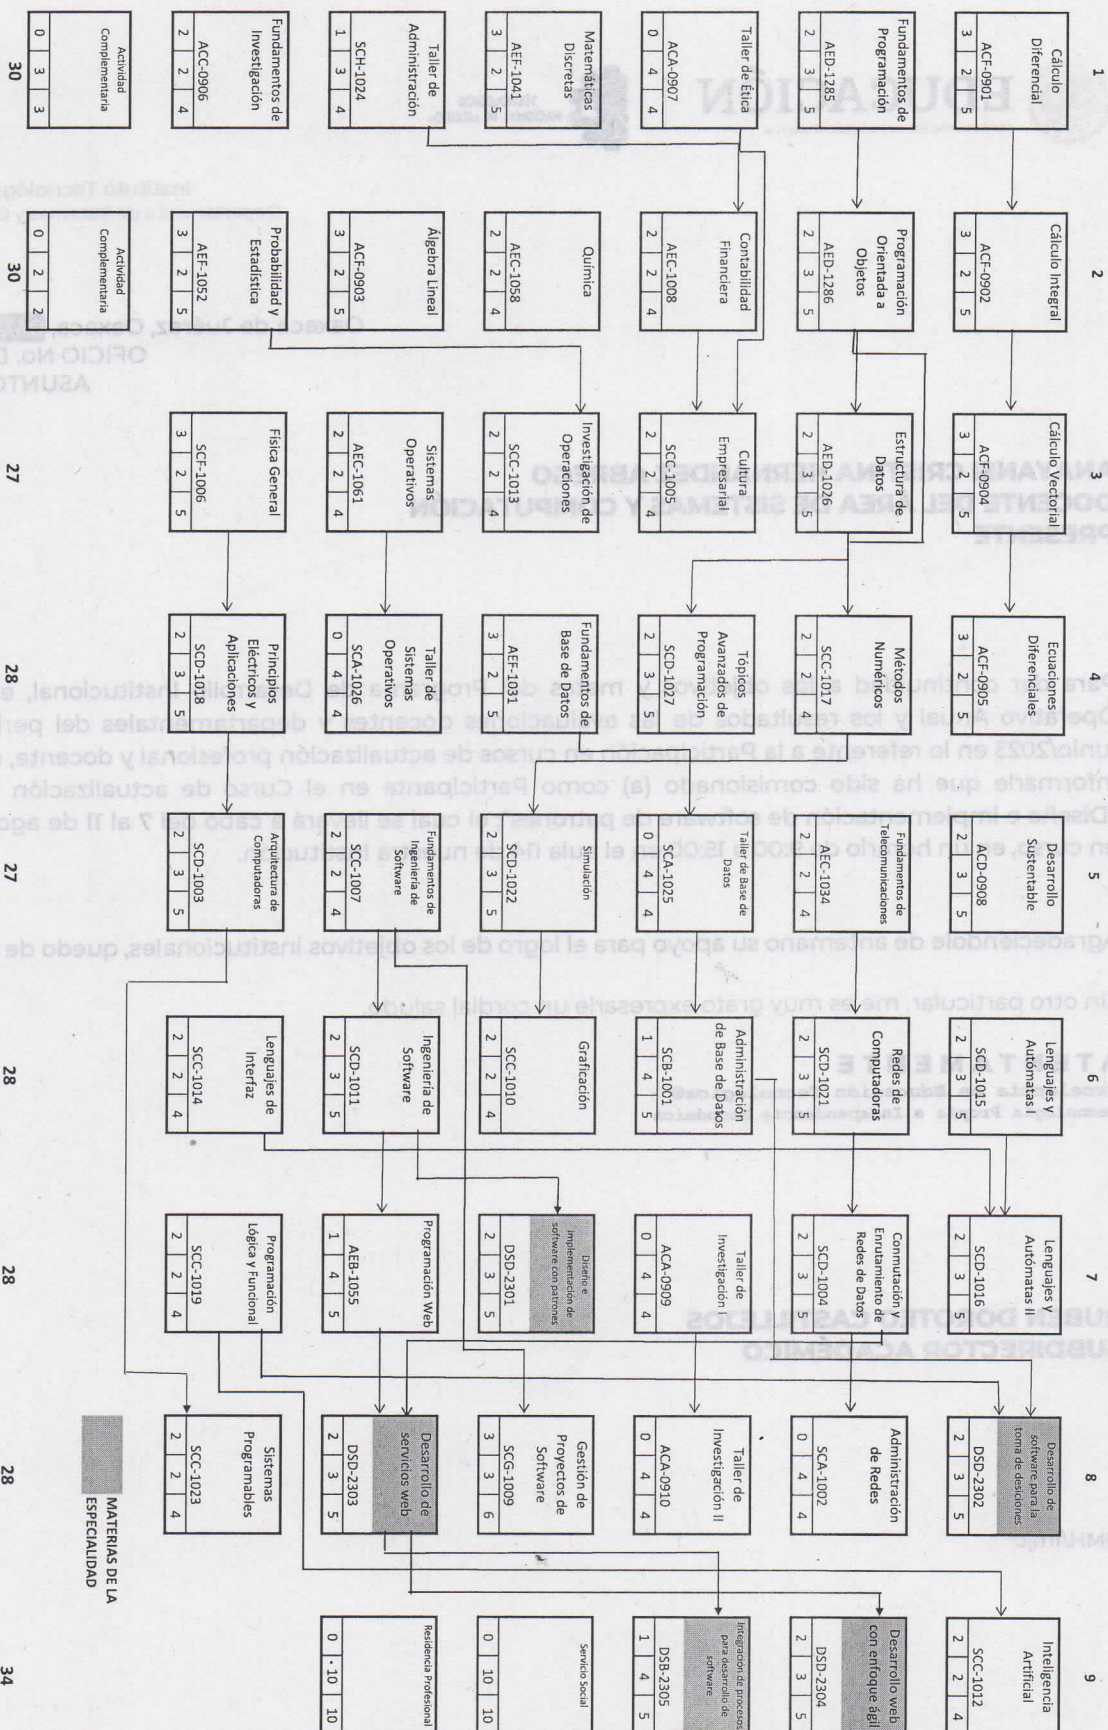 1
Cálculo
Diferencial
ACF-0901
3 2 5
Fundamentos de
Programación
AED-1285
2 3 5
Taller de Ética
ACA-0907
0 4 4
Matemáticas
Discretas
AEF-1041
3 2 5
Taller de
Administración
SCH-1024
1 3 4
Fundamentos de
Investigación
ACC-0906
2 2 4
Actividad
Complementaria
0 3 3
30
2
Cálculo Integral
ACF-0902
3 2 5
Programación
Orientada a
Objetos
AED-1286
2 3 5
Contabilidad
Financiera
AEC-1008
2 2 4
Química
AEC-1058
2 2 4
Álgebra Lineal
ACF-0903
3 2 5
Probabilidad y
Estadística
AEF-1052
3 2 5
Actividad
Complementaria
0 2 2
30
3
Cálculo Vectorial
ACF-0904
3 2 5
Estructura de
Datos
AED-1026
2 3 5
Cultura
Empresarial
SCC-1005
2 2 4
Investigación de
Operaciones
SCC-1013
2 2 4
Sistemas
Operativos
AEC-1061
2 2 4
Física General
SCF-1006
3 2 5
27
4
Ecuaciones
Diferenciales
ACF-0905
3 2 5
Métodos
Numéricos
SCC-1017
2 2 4
Tópicos
Avanzados de
Programación
SCD-1027
2 3 5
Fundamentos de
Base de Datos
AEF-1031
3 2 5
Taller de
Sistemas
Operativos
SCA-1026
0 4 4
Principios
Eléctricos y
Aplicaciones
SCD-1018
2 3 5
28
5
Desarrollo
Sustentable
ACD-0908
2 3 5
Fundamentos de
Telecomunicaciones
AEC-1034
2 2 4
Taller de Base de
Datos
SCA-1025
0 4 4
Simulación
SCD-1022
2 3 5
Fundamentos de
Ingeniería de
Software
SCC-1007
2 2 4
Arquitectura de
Computadoras
SCD-1003
2 3 5
27
6
Lenguajes y
Autómatas I
SCD-1015
2 3 5
Redes de
Computadoras
SCD-1021
2 3 5
Administración
de Base de Datos
SCB-1001
1 4 5
Graficación
SCC-1010
2 2 4
Ingeniería de
Software
SCD-1011
2 3 5
Lenguajes de
Interfaz
SCC-1014
2 2 4
28
7
Lenguajes y
Autómatas II
SCD-1016
2 3 5
Conmutación y
Enrutamiento de
Redes de Datos
SCD-1004
2 3 5
Taller de
Investigación I
ACA-0909
0 4 4
Diseño e
implementación de
software con patrones
DSD-2301
2 3 5
Programación Web
AEB-1055
1 4 5
Programación
Lógica y Funcional
SCC-1019
2 2 4
28
8
Desarrollo de
software para la
toma de desiciones
DSD-2302
2 3 5
Administración
de Redes
SCA-1002
0 4 4
Taller de
Investigación II
ACA-0910
0 4 4
Gestión de
Proyectos de
Software
SCG-1009
3 3 6
Desarrollo de
servicios web
DSD-2303
2 3 5
Sistemas
Programables
SCC-1023
2 2 4
28
MATERIAS DE LA
ESPECIALIDAD
9
Inteligencia
Artificial
SCC-1012
2 2 4
Desarrollo web
con enfoque ágil
DSD-2304
2 3 5
Integración de procesos
para desarrollo de
software
DSB-2305
1 4 5
Servicio Social
0 10 10
Residencia Profesional
0 10 10
34